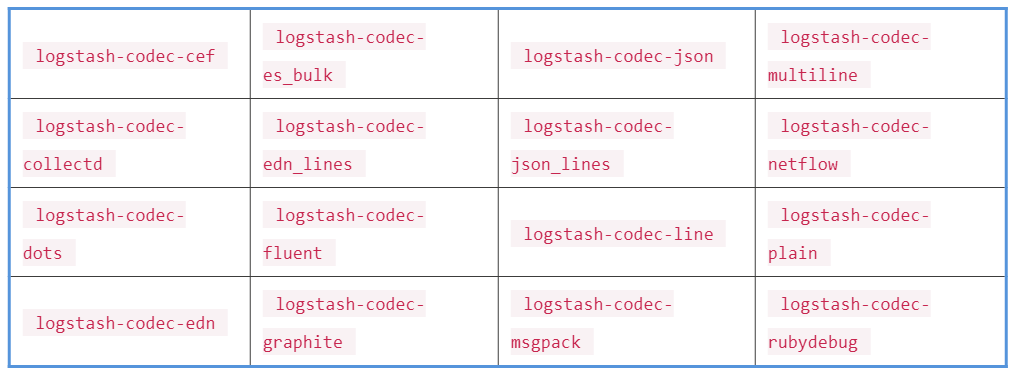 logstash-codec-cef
logstash-codec-
es_bulk
logstash-codec-json
logstash-codec-
multiline
logstash-codec-
collectd
logstash-codec-
edn_lines
logstash-codec-
json_lines
logstash-codec-
netflow
logstash-codec-
dots
logstash-codec-
fluent
logstash-codec-line
logstash-codec-
plain
logstash-codec-edn
logstash-codec-
graphite
logstash-codec-
msgpack
logstash-codec-
rubydebug